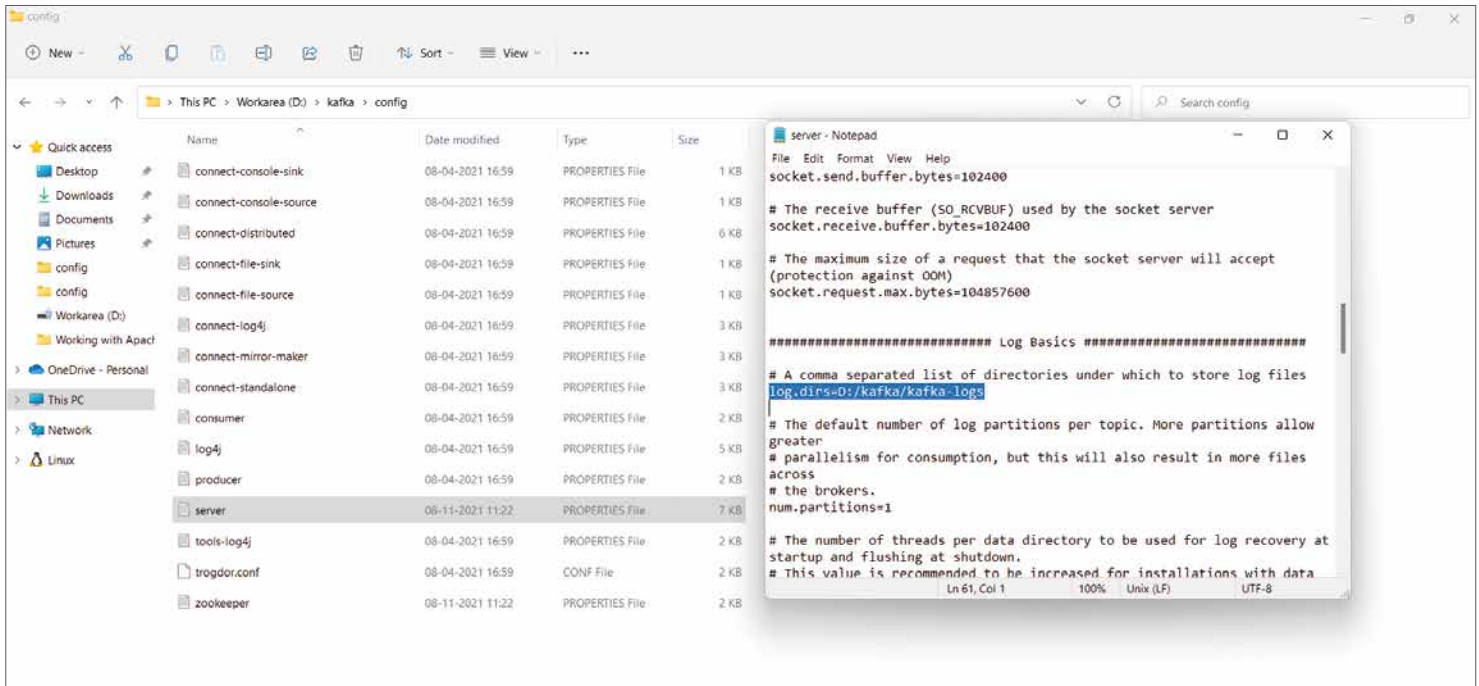 config
New
Sort
View
This PC > Workarea (D:) > kafka > config
Search config
Quick access
Desktop
Downloads
Documents
Pictures
config
config
Workarea (D:)
Working with Apacl
OneDrive - Personal
This PC
Network
Linux
Name Date modified Type Size
connect-console-sink 08-04-2021 16:59 PROPERTIES File 1 KB
connect-console-source 08-04-2021 16:59 PROPERTIES File 1 KB
connect-distributed 08-04-2021 16:59 PROPERTIES File 6 KB
connect-file-sink 08-04-2021 16:59 PROPERTIES File 1 KB
connect-file-source 08-04-2021 16:59 PROPERTIES File 1 KB
connect-log4j 08-04-2021 16:59 PROPERTIES File 3 KB
connect-mirror-maker 08-04-2021 16:59 PROPERTIES File 3 KB
connect-standalone 08-04-2021 16:59 PROPERTIES File 3 KB
consumer 08-04-2021 16:59 PROPERTIES File 2 KB
log4j 08-04-2021 16:59 PROPERTIES File 5 KB
producer 08-04-2021 16:59 PROPERTIES File 2 KB
server 08-11-2021 11:22 PROPERTIES File 7 KB
tools-log4j 08-04-2021 16:59 PROPERTIES File 2 KB
trogdor.conf 08-04-2021 16:59 CONF File 2 KB
zookeeper 08-11-2021 11:22 PROPERTIES File 2 KB
server - Notepad
File Edit Format View Help
socket.send.buffer.bytes=102400
# The receive buffer (SO_RCVBUF) used by the socket server
socket.receive.buffer.bytes=102400
# The maximum size of a request that the socket server will accept
(protection against OOM)
socket.request.max.bytes=104857600
############################# Log Basics #############################
# A comma separated list of directories under which to store log files
log.dirs=D:/kafka/kafka-logs
# The default number of log partitions per topic. More partitions allow
greater
# parallelism for consumption, but this will also result in more files
across
# the brokers.
num.partitions=1
# The number of threads per data directory to be used for log recovery at
startup and flushing at shutdown.
# This value is recommended to be increased for installations with data
Ln 61, Col 1 100% Unix (LF) UTF-8